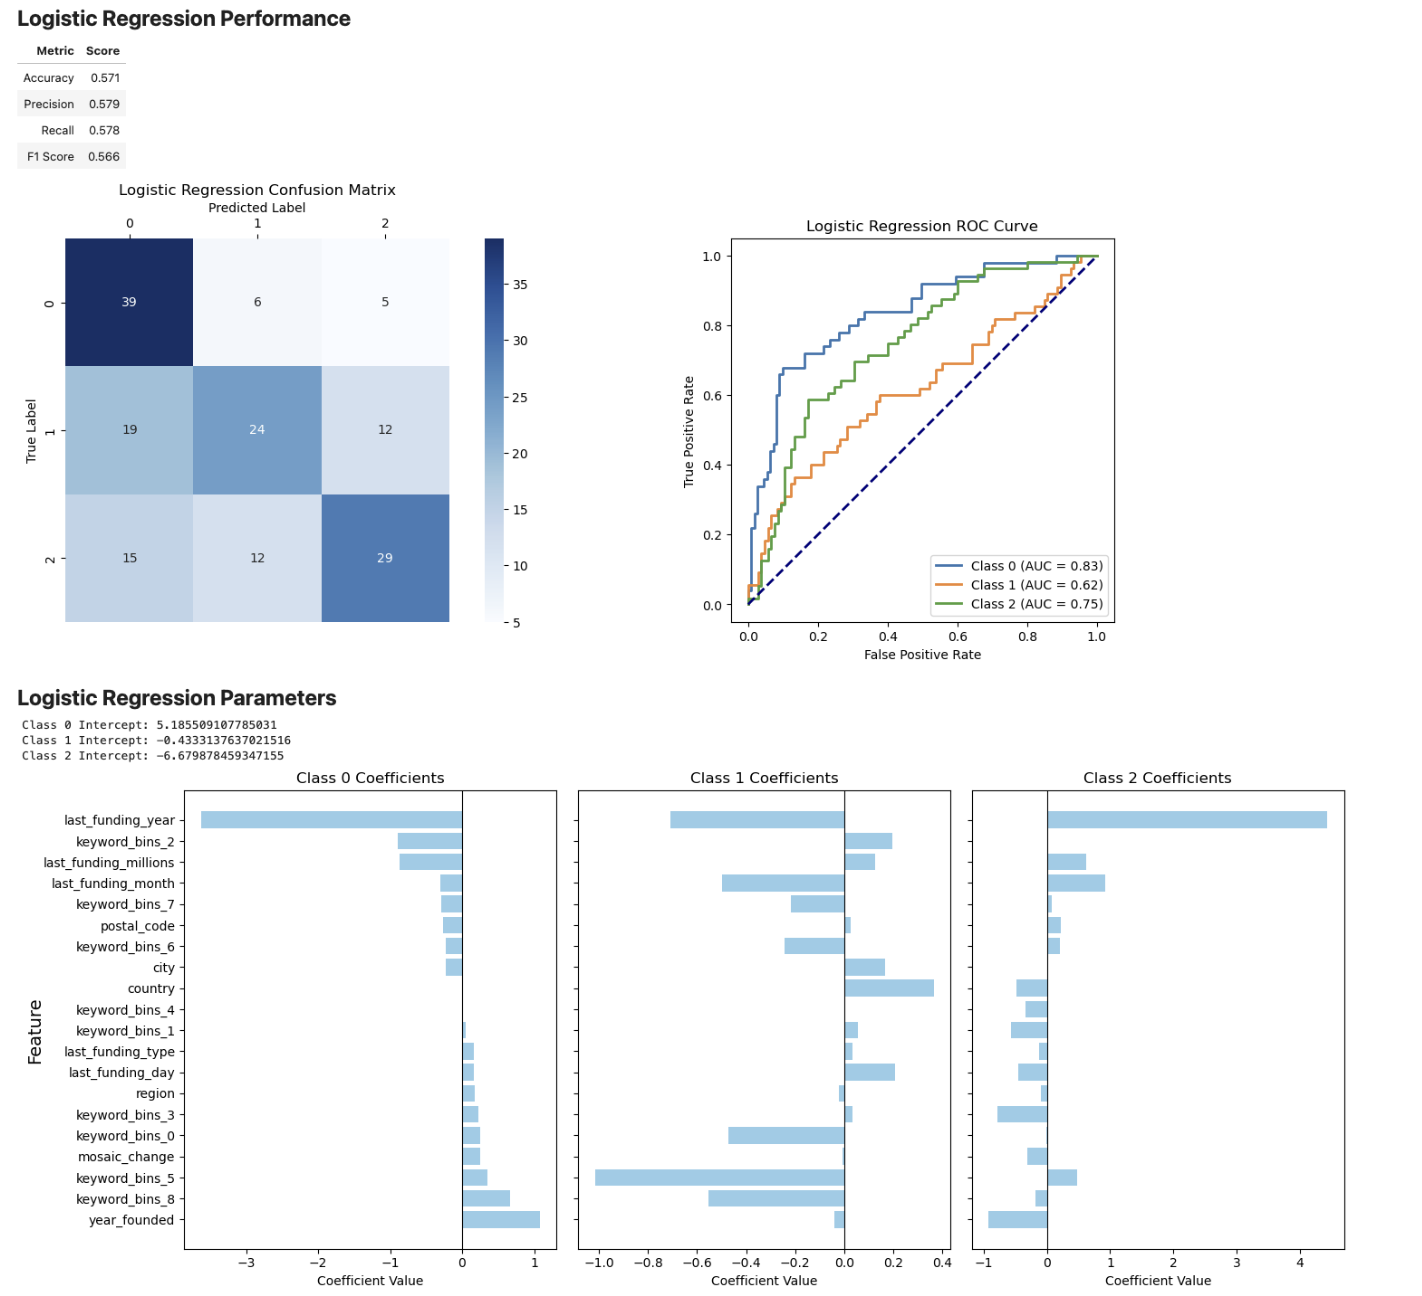 Logistic Regression Performance
Metric Score
Accuracy 0.571
Precision 0.579
Recall 0.578
F1 Score 0.566
Logistic Regression Confusion Matrix
Predicted Label
0 1 2
True Label
0
39 6 5
1
19 24 12
2
15 12 29
35
30
25
20
15
10
5
Logistic Regression ROC Curve
True Positive Rate
1.0
0.8
0.6
0.4
0.2
0.0
Class 0 (AUC = 0.83)
Class 1 (AUC = 0.62)
Class 2 (AUC = 0.75)
0.0 0.2 0.4 0.6 0.8 1.0
False Positive Rate
Logistic Regression Parameters
Class 0 Intercept: 5.185509107785031
Class 1 Intercept: -0.4333137637021516
Class 2 Intercept: -6.679878459347155
Class 0 Coefficients
Class 1 Coefficients
Class 2 Coefficients
Feature
last_funding_year
keyword_bins_2
last_funding_millions
last_funding_month
keyword_bins_7
postal_code
keyword_bins_6
city
country
keyword_bins_4
keyword_bins_1
last_funding_type
last_funding_day
region
keyword_bins_3
keyword_bins_0
mosaic_change
keyword_bins_5
keyword_bins_8
year_founded
−3 −2 −1 0 1
Coefficient Value
−1.0 −0.8 −0.6 −0.4 −0.2 0.0 0.2 0.4
Coefficient Value
−1 0 1 2 3 4
Coefficient Value